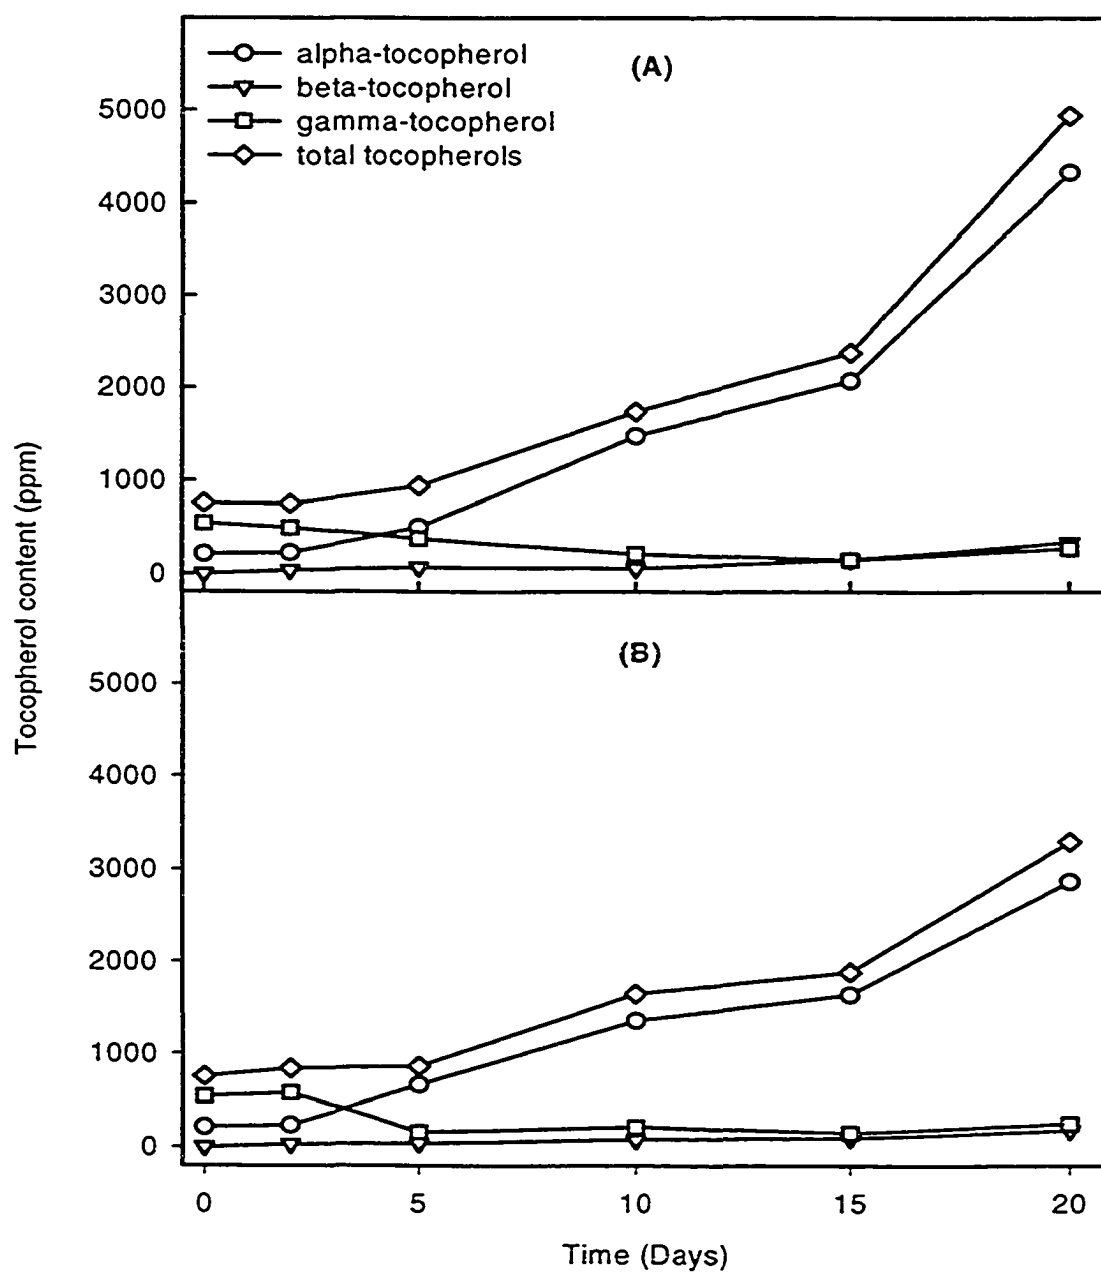 alpha-tocopherol
beta-tocopherol
gamma-tocopherol
total tocopherols
(A)
5000
4000
3000
2000
1000
0
(B)
5000
4000
3000
2000
1000
0
0 5 10 15 20
Time (Days)
Tocopherol content (ppm)